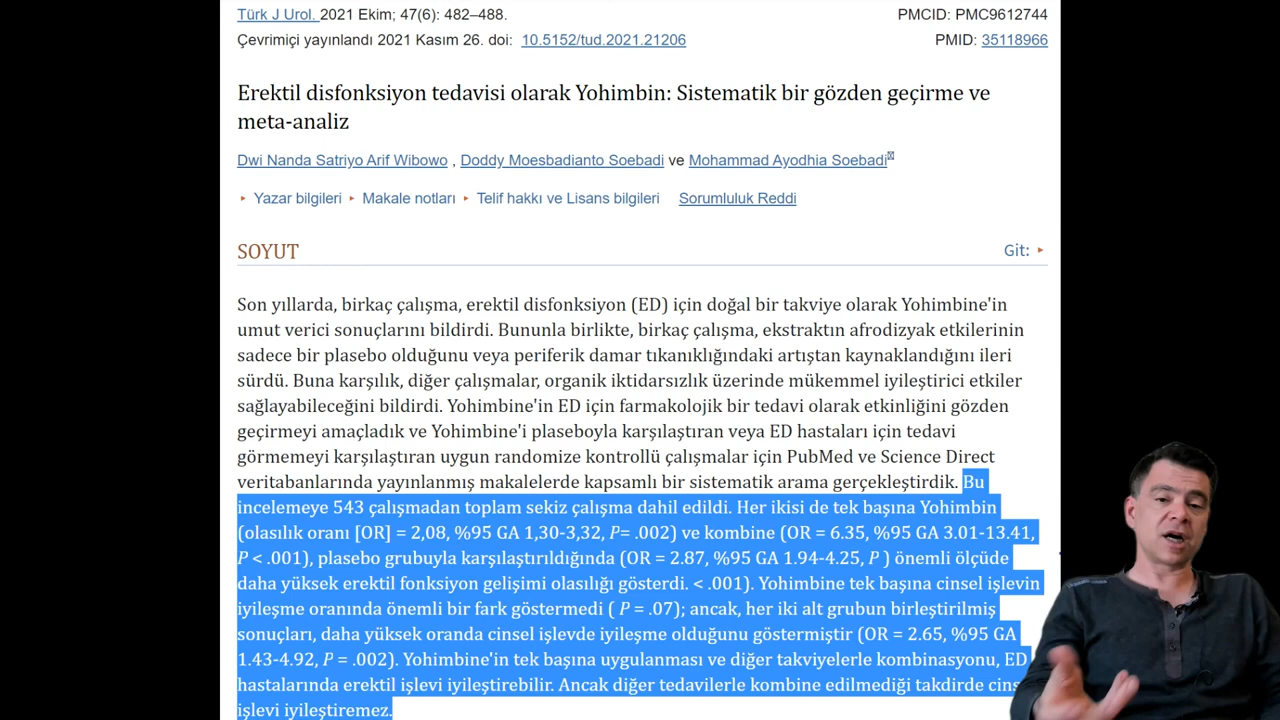 Türk J Urol. 2021 Ekim; 47(6): 482–488.
PMCID: PMC9612744
Çevrimiçi yayınlandı 2021 Kasım 26. doi: 10.5152/tud.2021.21206
PMID: 35118966
Erektil disfonksiyon tedavisi olarak Yohimbin: Sistematik bir gözden geçirme ve
meta-analiz
Dwi Nanda Satriyo Arif Wibowo , Doddy Moesbadianto Soebadi ve Mohammad Ayodhia Soebadi
▸ Yazar bilgileri ▸ Makale notları ▸ Telif hakkı ve Lisans bilgileri Sorumluluk Reddi
SOYUT
Git: ▸
Son yıllarda, birkaç çalışma, erektil disfonksiyon (ED) için doğal bir takviye olarak Yohimbine'in
umut verici sonuçlarını bildirdi. Bununla birlikte, birkaç çalışma, ekstraktın afrodizyak etkilerinin
sadece bir plasebo olduğunu veya periferik damar tıkanıklığındaki artıştan kaynaklandığını ileri
sürdü. Buna karşılık, diğer çalışmalar, organik iktidarsızlık üzerinde mükemmel iyileştirici etkiler
sağlayabileceğini bildirdi. Yohimbine'in ED için farmakolojik bir tedavi olarak etkinliğini gözden
geçirmeyi amaçladık ve Yohimbine'i plaseboyla karşılaştıran veya ED hastaları için tedavi
görmemeyi karşılaştıran uygun randomize kontrollü çalışmalar için PubMed ve Science Direct
veritabanlarında yayınlanmış makalelerde kapsamlı bir sistematik arama gerçekleştirdik. Bu
incelemeye 543 çalışmadan toplam sekiz çalışma dahil edildi. Her ikisi de tek başına Yohimbin
(olasılık oranı [OR] = 2,08, %95 GA 1,30-3,32, P= .002) ve kombine (OR = 6.35, %95 GA 3.01-13.41,
P < .001), plasebo grubuyla karşılaştırıldığında (OR = 2.87, %95 GA 1.94-4.25, P ) önemli ölçüde
daha yüksek erektil fonksiyon gelişimi olasılığı gösterdi. < .001). Yohimbine tek başına cinsel işlevin
iyileşme oranında önemli bir fark göstermedi ( P = .07); ancak, her iki alt grubun birleştirilmiş
sonuçları, daha yüksek oranda cinsel işlevde iyileşme olduğunu göstermiştir (OR = 2.65, %95 GA
1.43-4.92, P = .002). Yohimbine'in tek başına uygulanması ve diğer takviyelerle kombinasyonu, ED
hastalarında erektil işlevi iyileştirebilir. Ancak diğer tedavilerle kombine edilmediği takdirde cins
işlevi iyileştiremez.